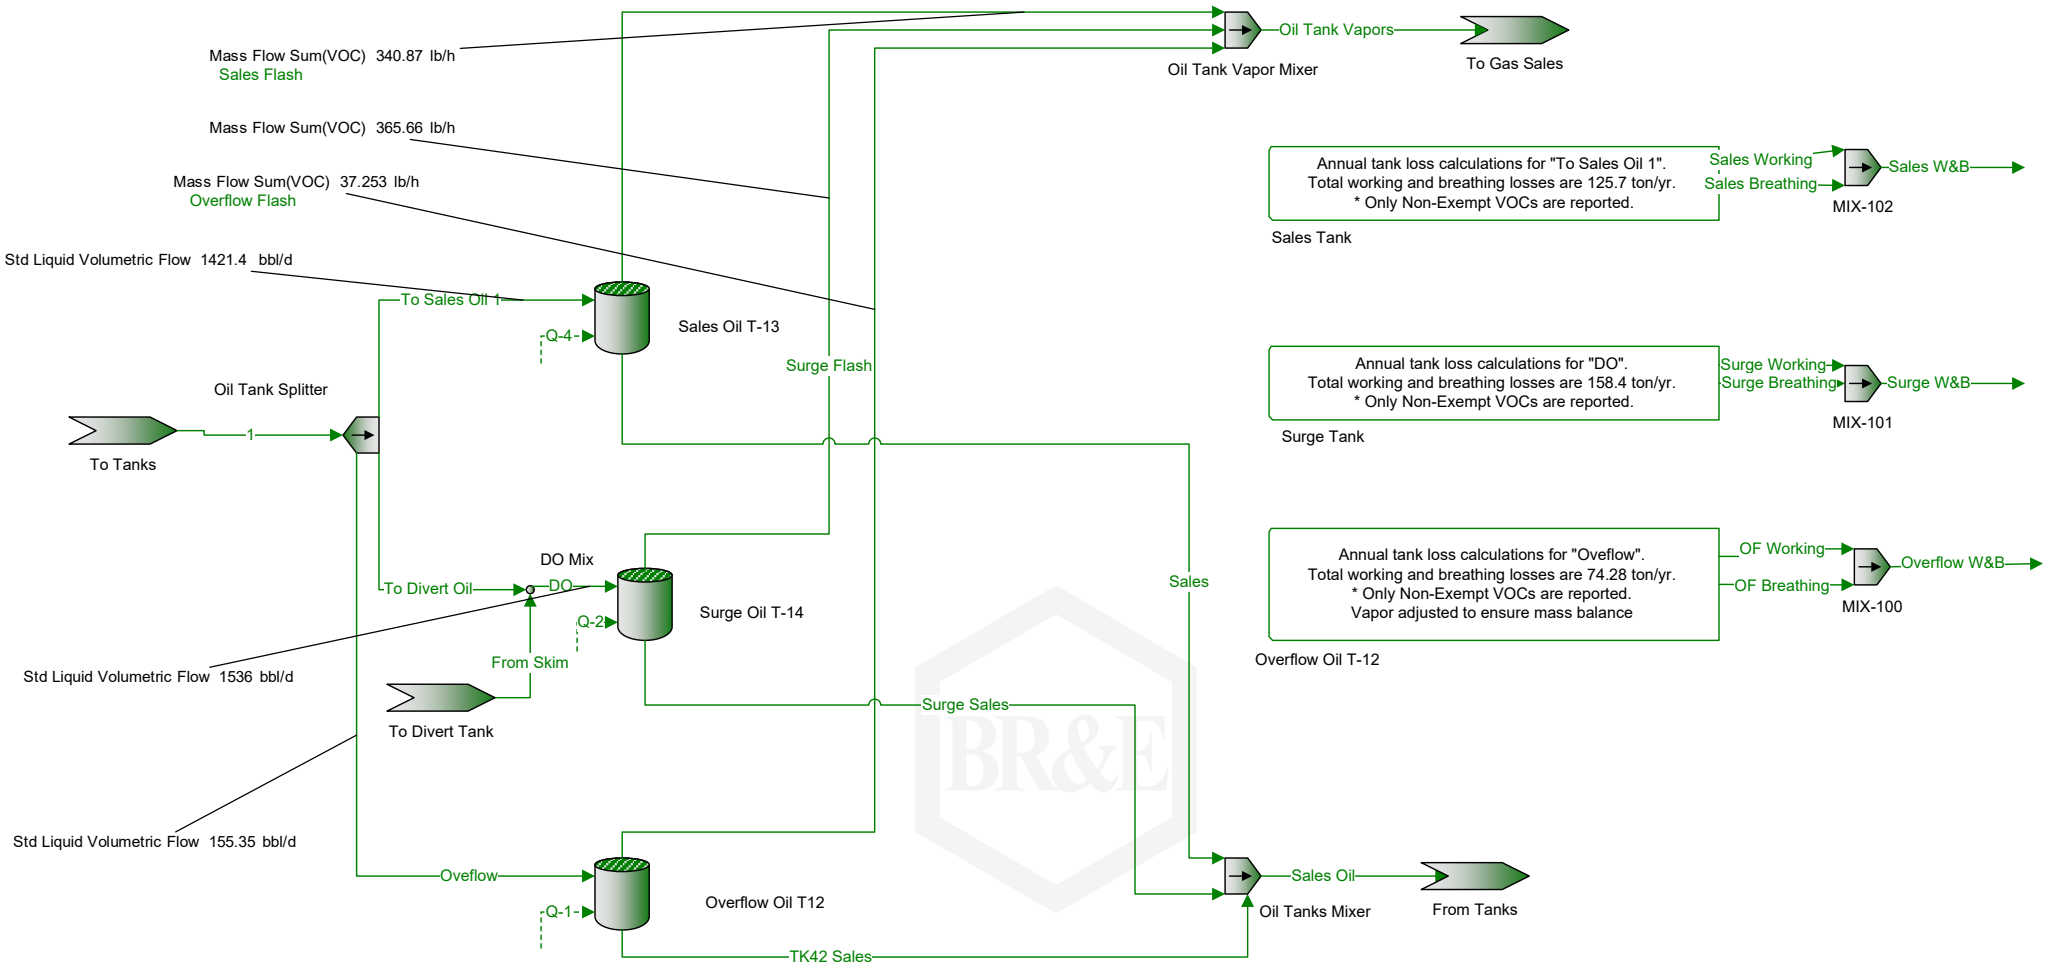 Mass Flow Sum(VOC) 340.87 lb/h
Sales Flash
Mass Flow Sum(VOC) 365.66 lb/h
Mass Flow Sum(VOC) 37.253 lb/h
Overflow Flash
Std Liquid Volumetric Flow 1421.4 bbl/d
To Sales Oil 1
Q-4
Sales Oil T-13
Surge Flash
Oil Tank Splitter
1
To Tanks
DO Mix
To Divert Oil
DO
Q-2
Surge Oil T-14
From Skim
Std Liquid Volumetric Flow 1536 bbl/d
To Divert Tank
Std Liquid Volumetric Flow 155.35 bbl/d
Oveflow
Q-1
Overflow Oil T12
TK42 Sales
Surge Sales
Sales
BR&E
Oil Tank Vapors
Oil Tank Vapor Mixer
To Gas Sales
Annual tank loss calculations for "To Sales Oil 1".
Total working and breathing losses are 125.7 ton/yr.
* Only Non-Exempt VOCs are reported.
Sales Tank
Sales Working
Sales Breathing
Sales W&B
MIX-102
Annual tank loss calculations for "DO".
Total working and breathing losses are 158.4 ton/yr.
* Only Non-Exempt VOCs are reported.
Surge Tank
Surge Working
Surge Breathing
Surge W&B
MIX-101
Annual tank loss calculations for "Oveflow".
Total working and breathing losses are 74.28 ton/yr.
* Only Non-Exempt VOCs are reported.
Vapor adjusted to ensure mass balance
Overflow Oil T-12
OF Working
OF Breathing
Overflow W&B
MIX-100
Sales Oil
Oil Tanks Mixer
From Tanks